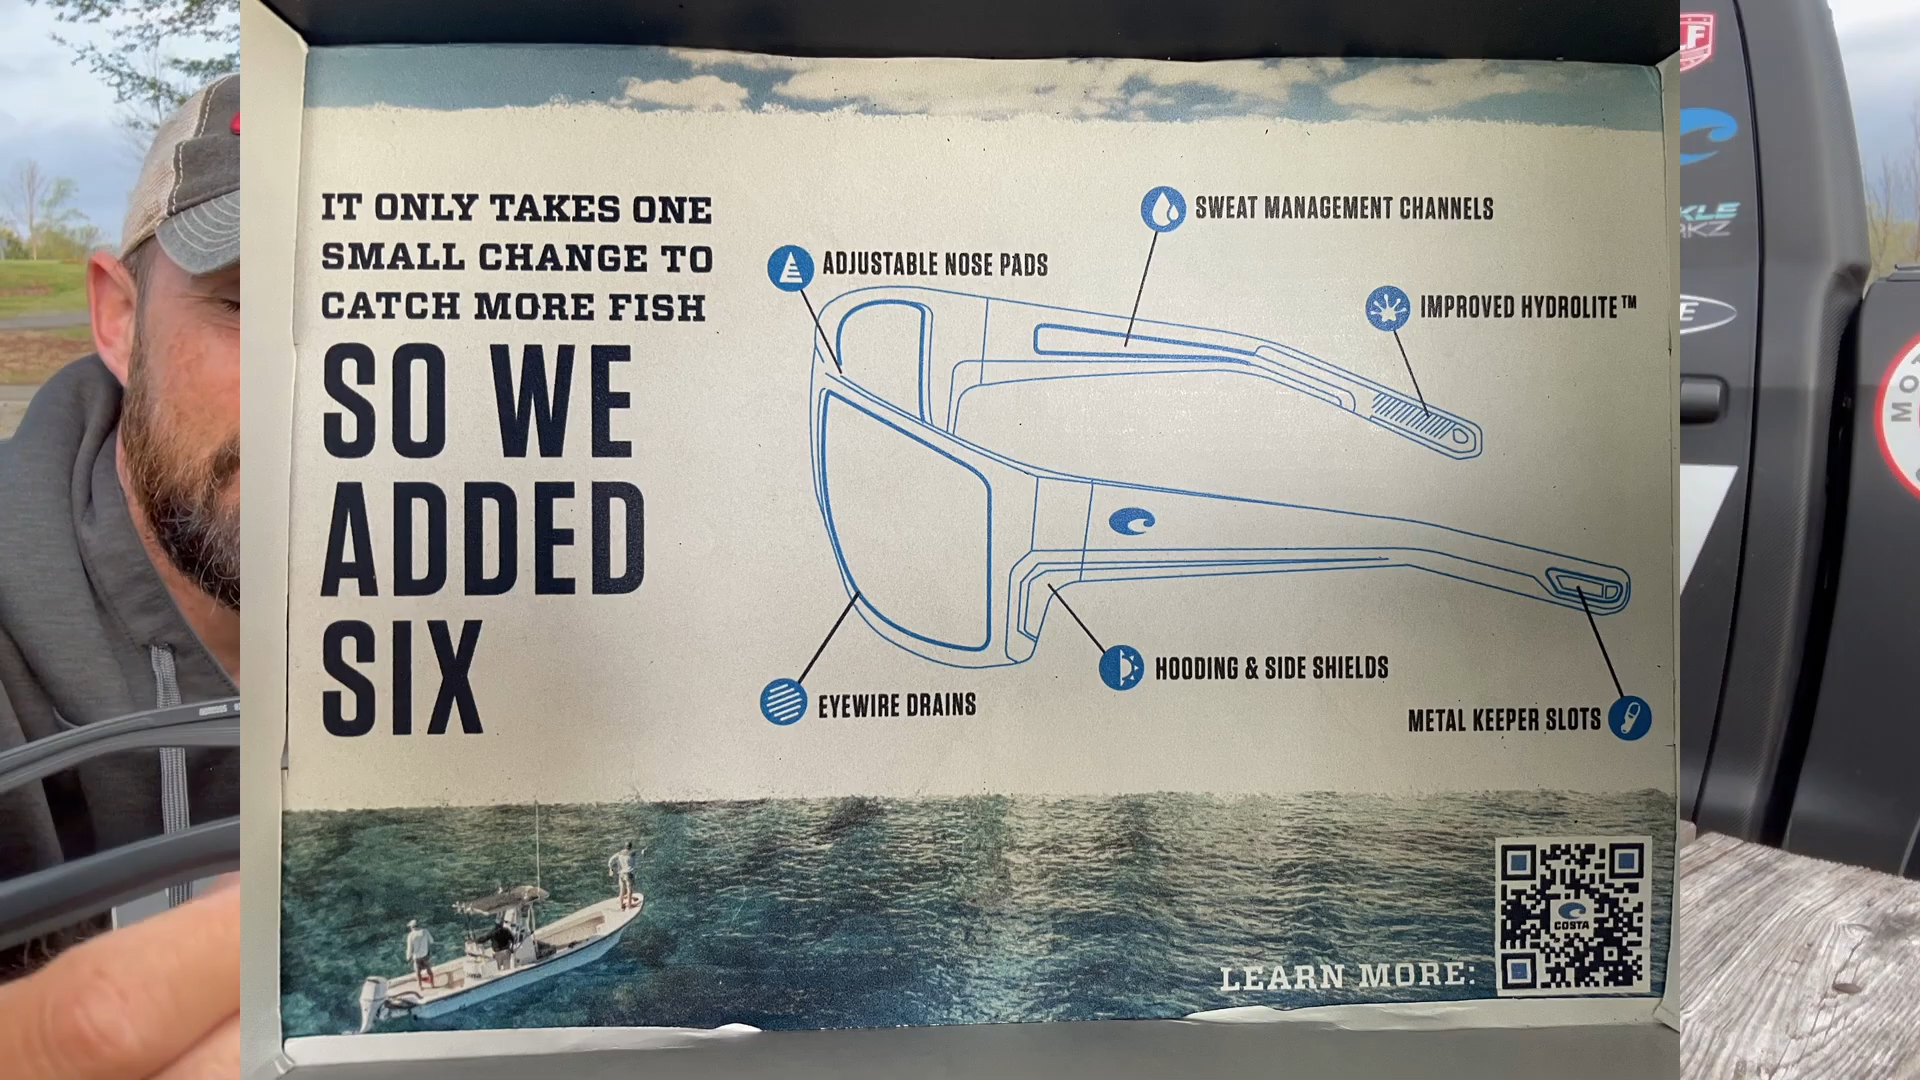 IT ONLY TAKES ONE
SMALL CHANGE TO
CATCH MORE FISH
SO WE
ADDED
SIX
SWEAT MANAGEMENT CHANNELS
ADJUSTABLE NOSE PADS
IMPROVED HYDROLITE™
HOODING & SIDE SHIELDS
EYEWIRE DRAINS
METAL KEEPER SLOTS
LEARN MORE:
COSTA